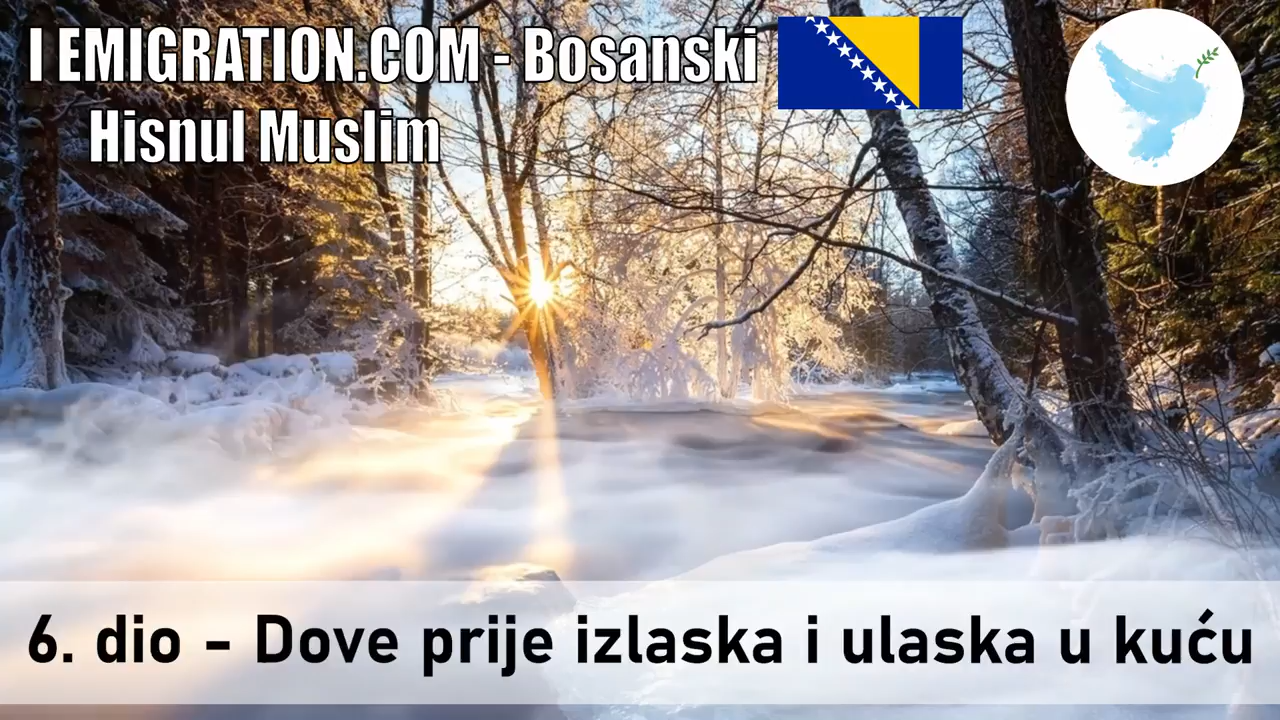 I EMIGRATION.COM - Bosanski
Hisnul Muslim
6. dio - Dove prije izlaska i ulaska u kuću